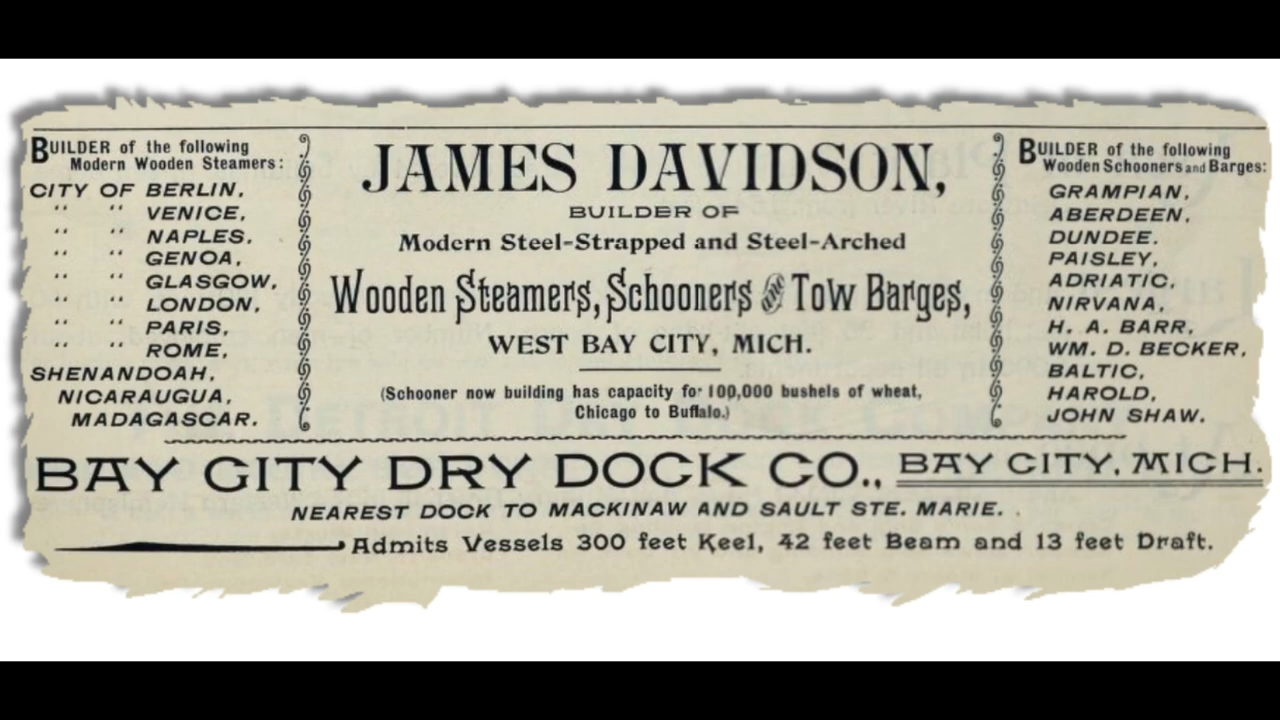 BUILDER of the following
Modern Wooden Steamers:
CITY OF BERLIN,
“ “ VENICE,
“ “ NAPLES,
“ “ GENOA,
“ “ GLASGOW,
“ “ LONDON,
“ “ PARIS,
“ “ ROME,
SHENANDOAH,
NICARAUGUA,
MADAGASCAR.
JAMES DAVIDSON,
BUILDER OF
Modern Steel-Strapped and Steel-Arched
Wooden Steamers, Schooners and Tow Barges,
WEST BAY CITY, MICH.
(Schooner now building has capacity for 100,000 bushels of wheat,
Chicago to Buffalo.)
BUILDER of the following
Wooden Schooners and Barges:
GRAMPIAN,
ABERDEEN,
DUNDEE.
PAISLEY,
ADRIATIC,
NIRVANA,
H. A. BARR,
WM. D. BECKER,
BALTIC,
HAROLD,
JOHN SHAW.
BAY CITY DRY DOCK CO., BAY CITY, MICH.
NEAREST DOCK TO MACKINAW AND SAULT STE. MARIE.
Admits Vessels 300 feet Keel, 42 feet Beam and 13 feet Draft.